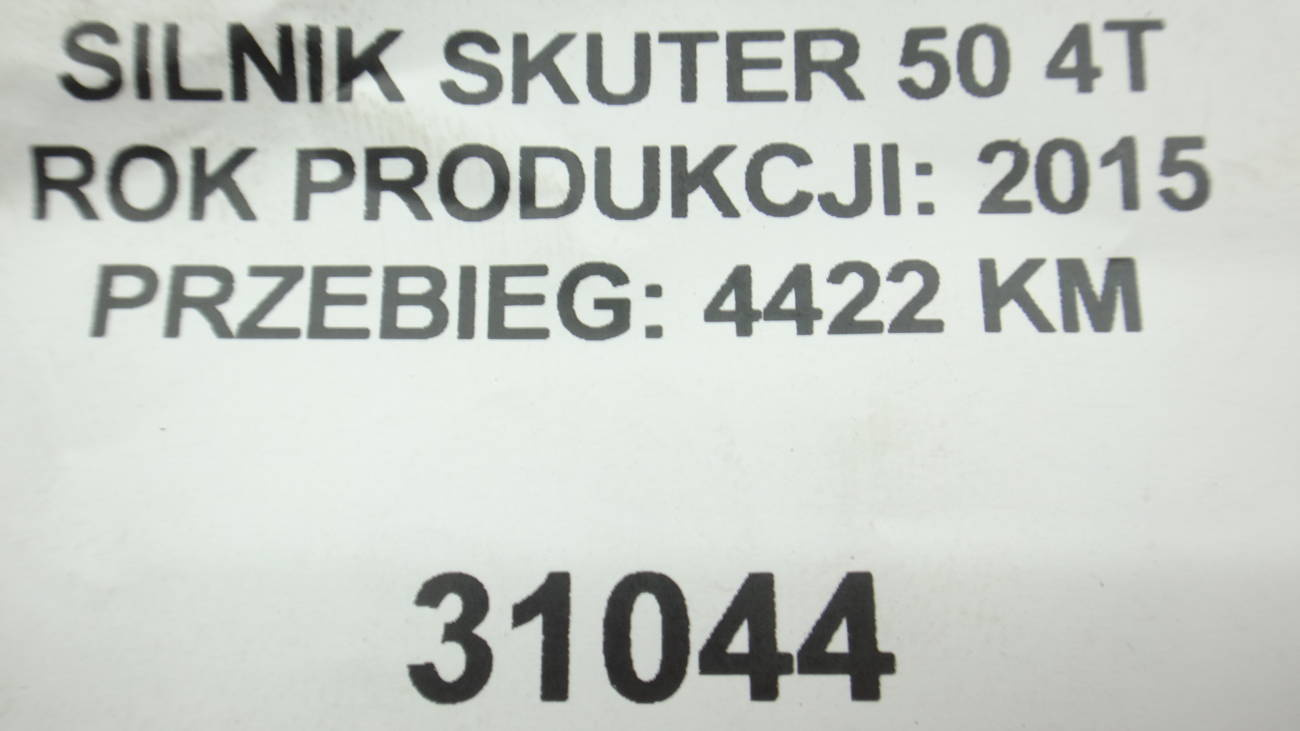 SILNIK SKUTER 50 4T
ROK PRODUKCJI: 2015
PRZEBIEG: 4422 KM
31044